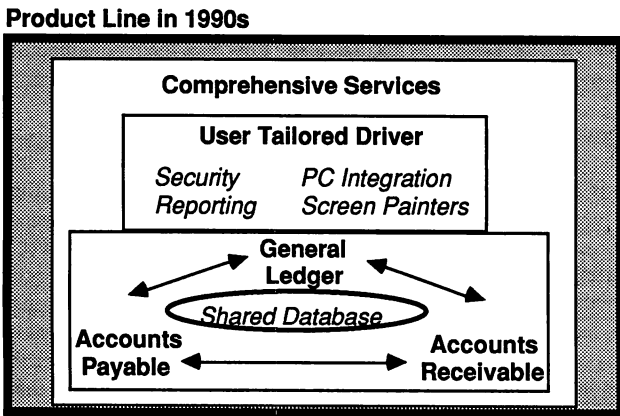 Product Line in 1990s
Comprehensive Services
User Tailored Driver
Security PC Integration
Reporting Screen Painters
General
Ledger
Shared Database
Accounts
Payable
Accounts
Receivable